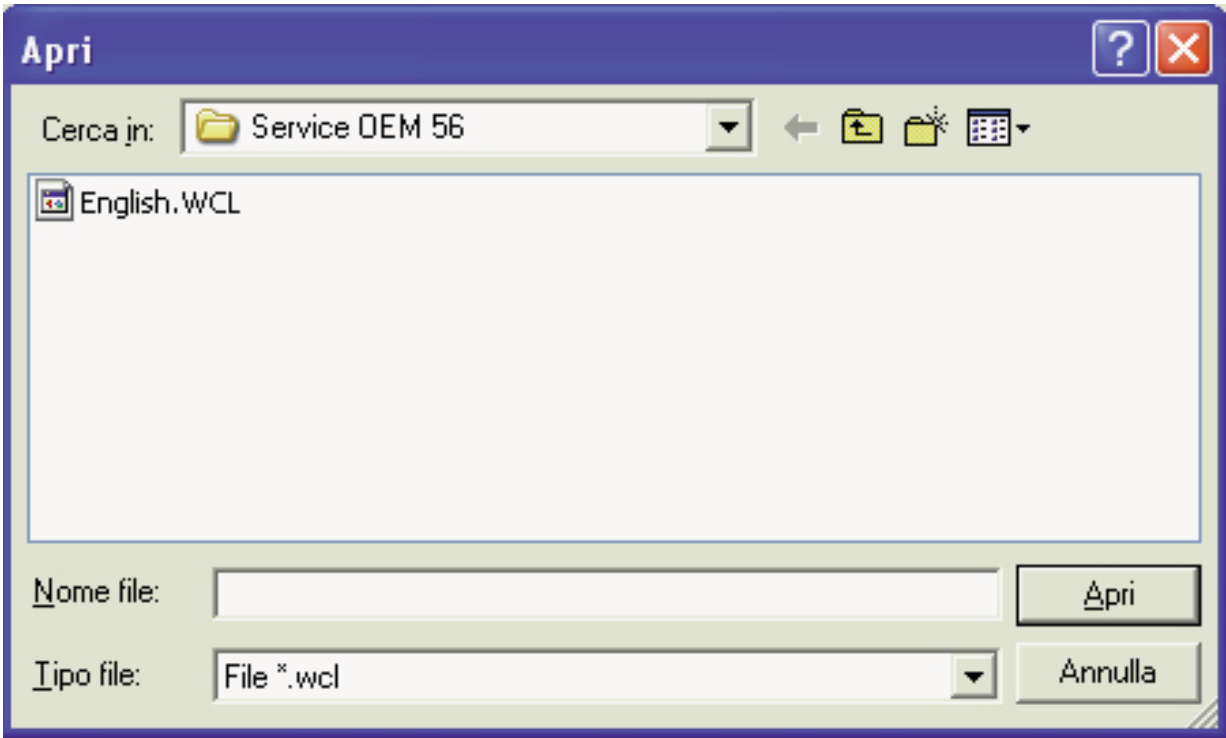 Apri
?
Cerca in: Service OEM 56
English.WCL
Nome file: Apri
Tipo file: File *.wcl Annulla